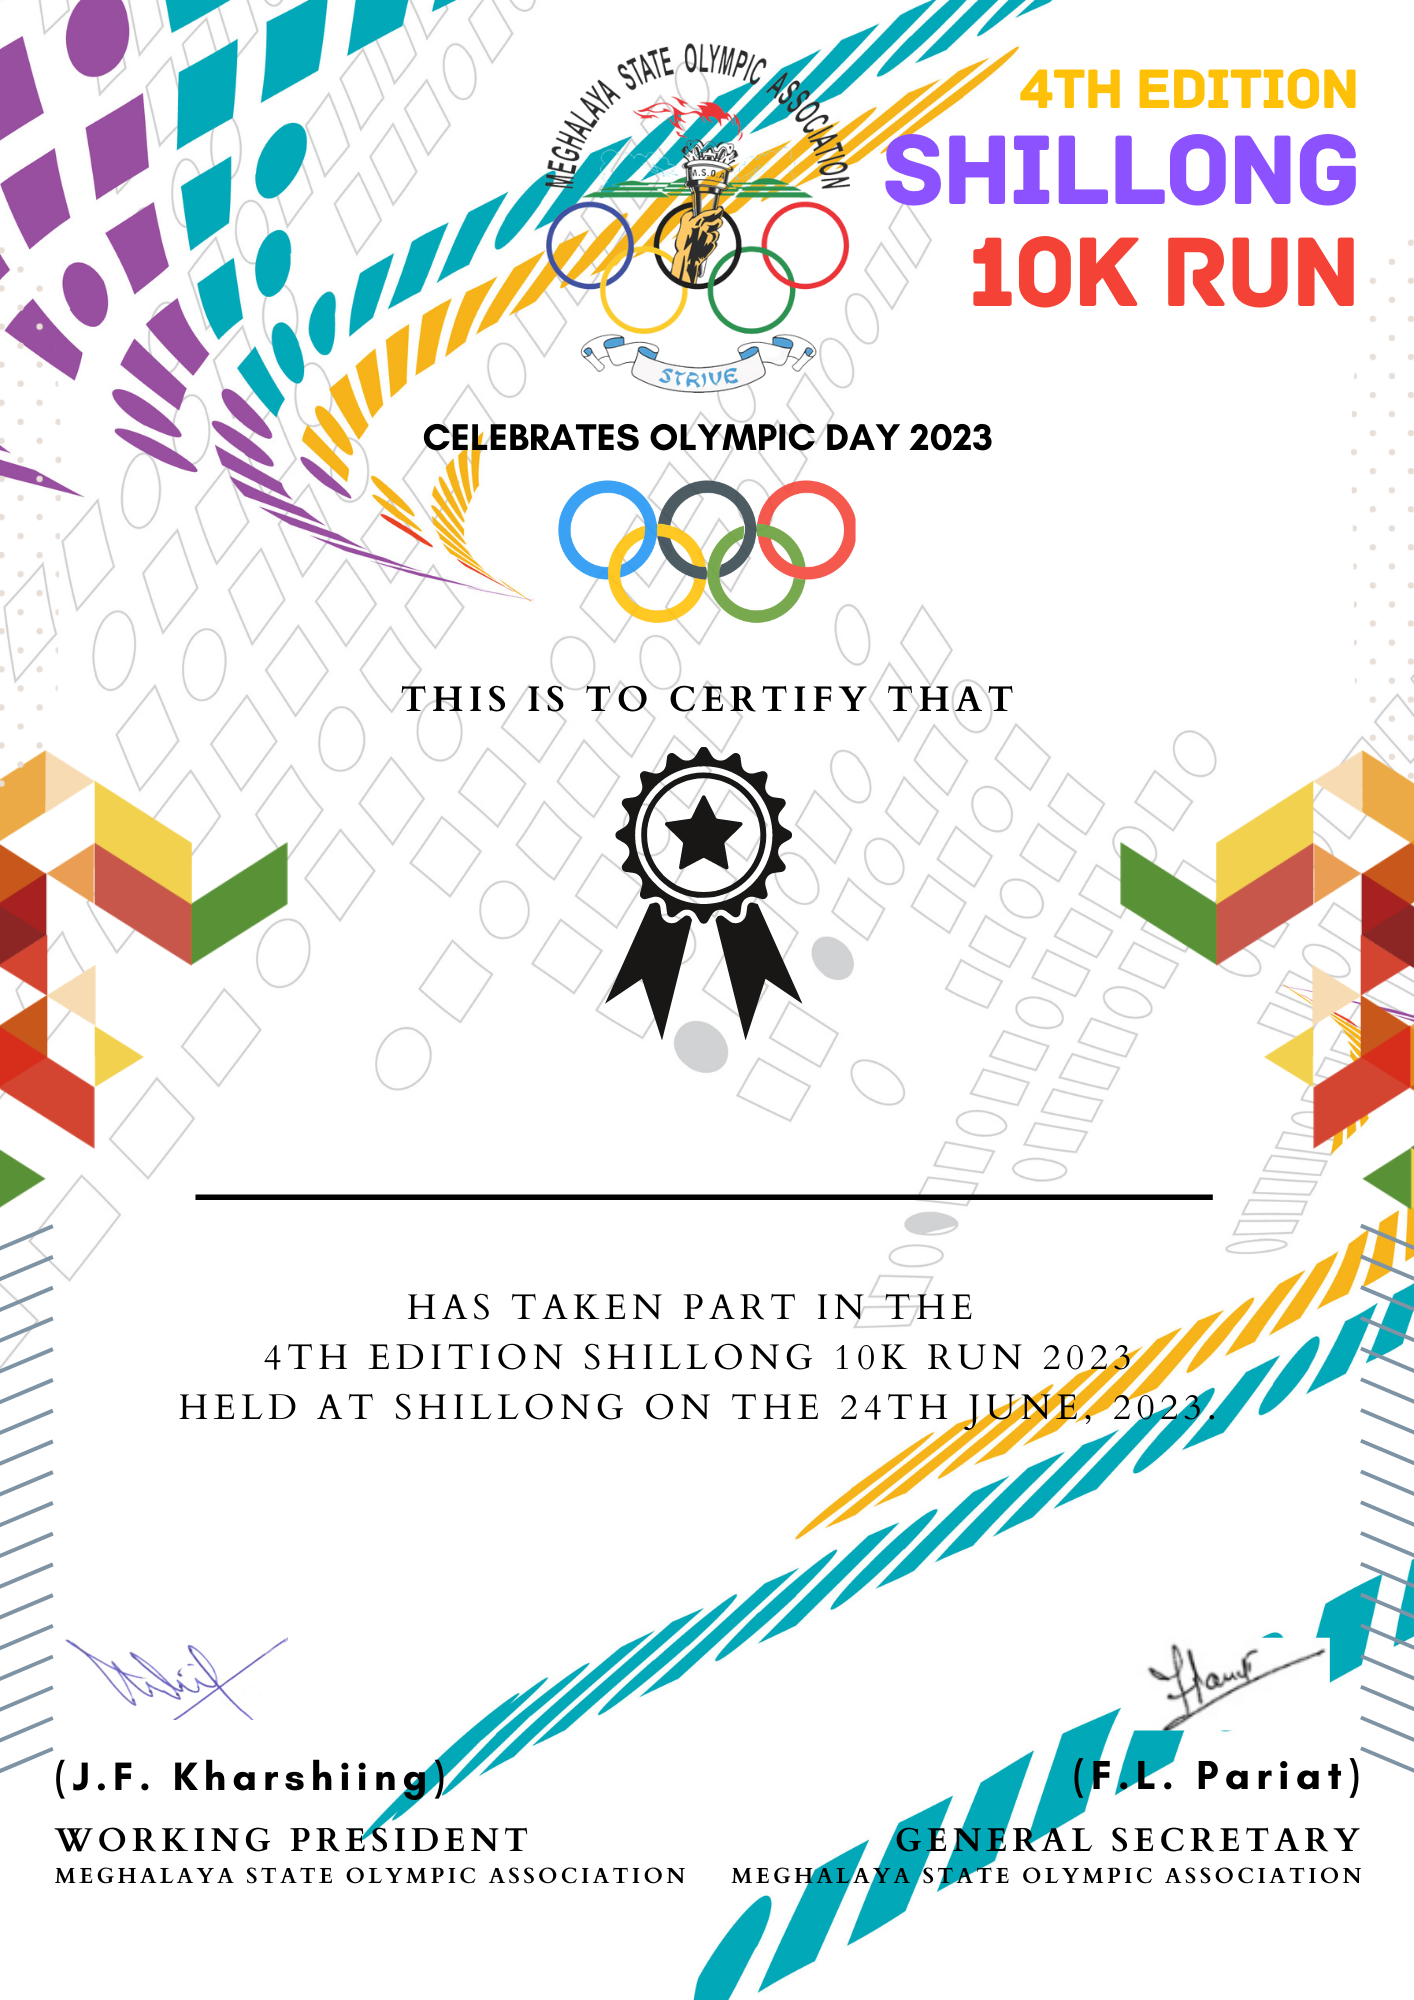 MEGHALAYA STATE OLYMPIC ASSOCIATION
M.S.O.A
STRIVE
4TH EDITION
SHILLONG
10K RUN
CELEBRATES OLYMPIC DAY 2023
THIS IS TO CERTIFY THAT
HAS TAKEN PART IN THE
4TH EDITION SHILLONG 10K RUN 2023
HELD AT SHILLONG ON THE 24TH JUNE, 2023.
(J.F. Kharshiing)
WORKING PRESIDENT
MEGHALAYA STATE OLYMPIC ASSOCIATION
(F.L. Pariat)
GENERAL SECRETARY
MEGHALAYA STATE OLYMPIC ASSOCIATION